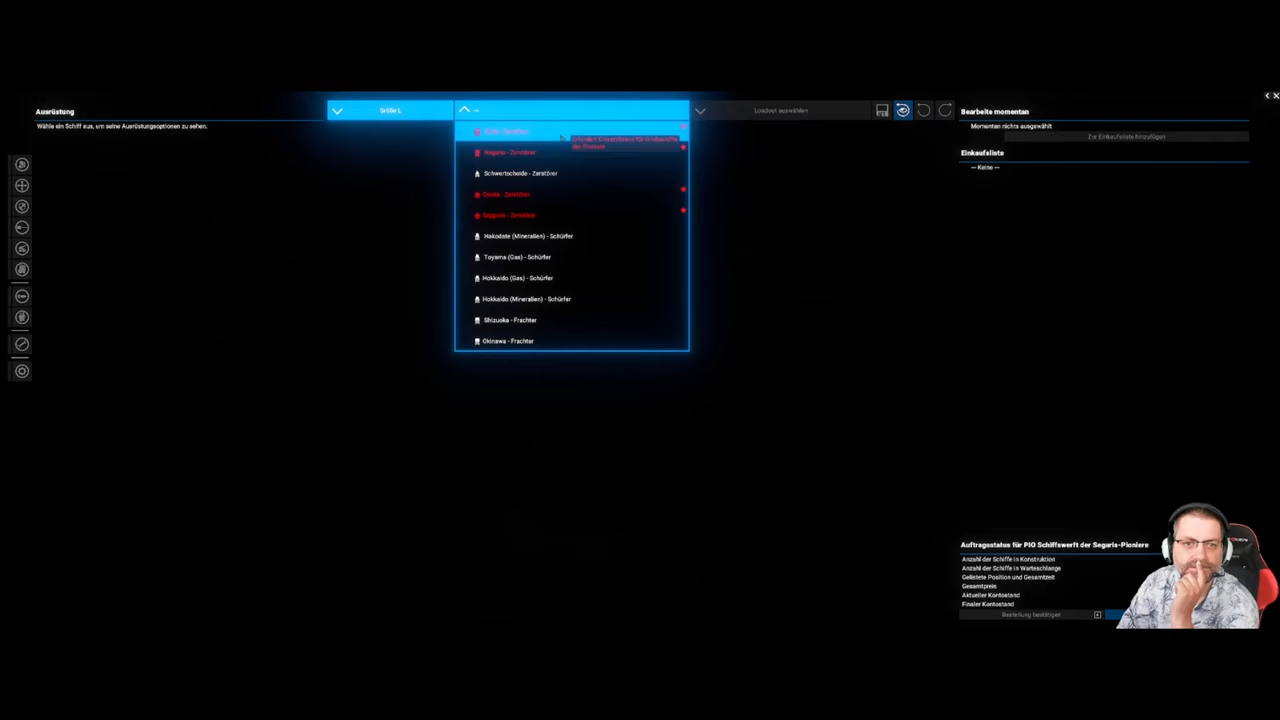 Ausrüstung
Wähle ein Schiff aus, um seine Ausrüstungsoptionen zu sehen.
Größe L
--
Loadout auswählen
Zerstörer
Nagano - Zerstörer
Schwertscheide - Zerstörer
Osaka - Zerstörer
Sapporo - Zerstörer
Hakodate (Mineralien) - Schürfer
Toyama (Gas) - Schürfer
Hokkaido (Gas) - Schürfer
Hokkaido (Mineralien) - Schürfer
Shizuoka - Frachter
Okinawa - Frachter
Bearbeite momentan
Momentan nichts ausgewählt
Zur Einkaufsliste hinzufügen
Einkaufsliste
-- Keine --
Auftragsstatus für PIO Schiffswerft der Segaris-Pioniere
Anzahl der Schiffe in Konstruktion
Anzahl der Schiffe in Warteschlange
Gelistete Position und Gesamtzeit
Gesamtpreis
Aktueller Kontostand
Finaler Kontostand
Bestellung bestätigen